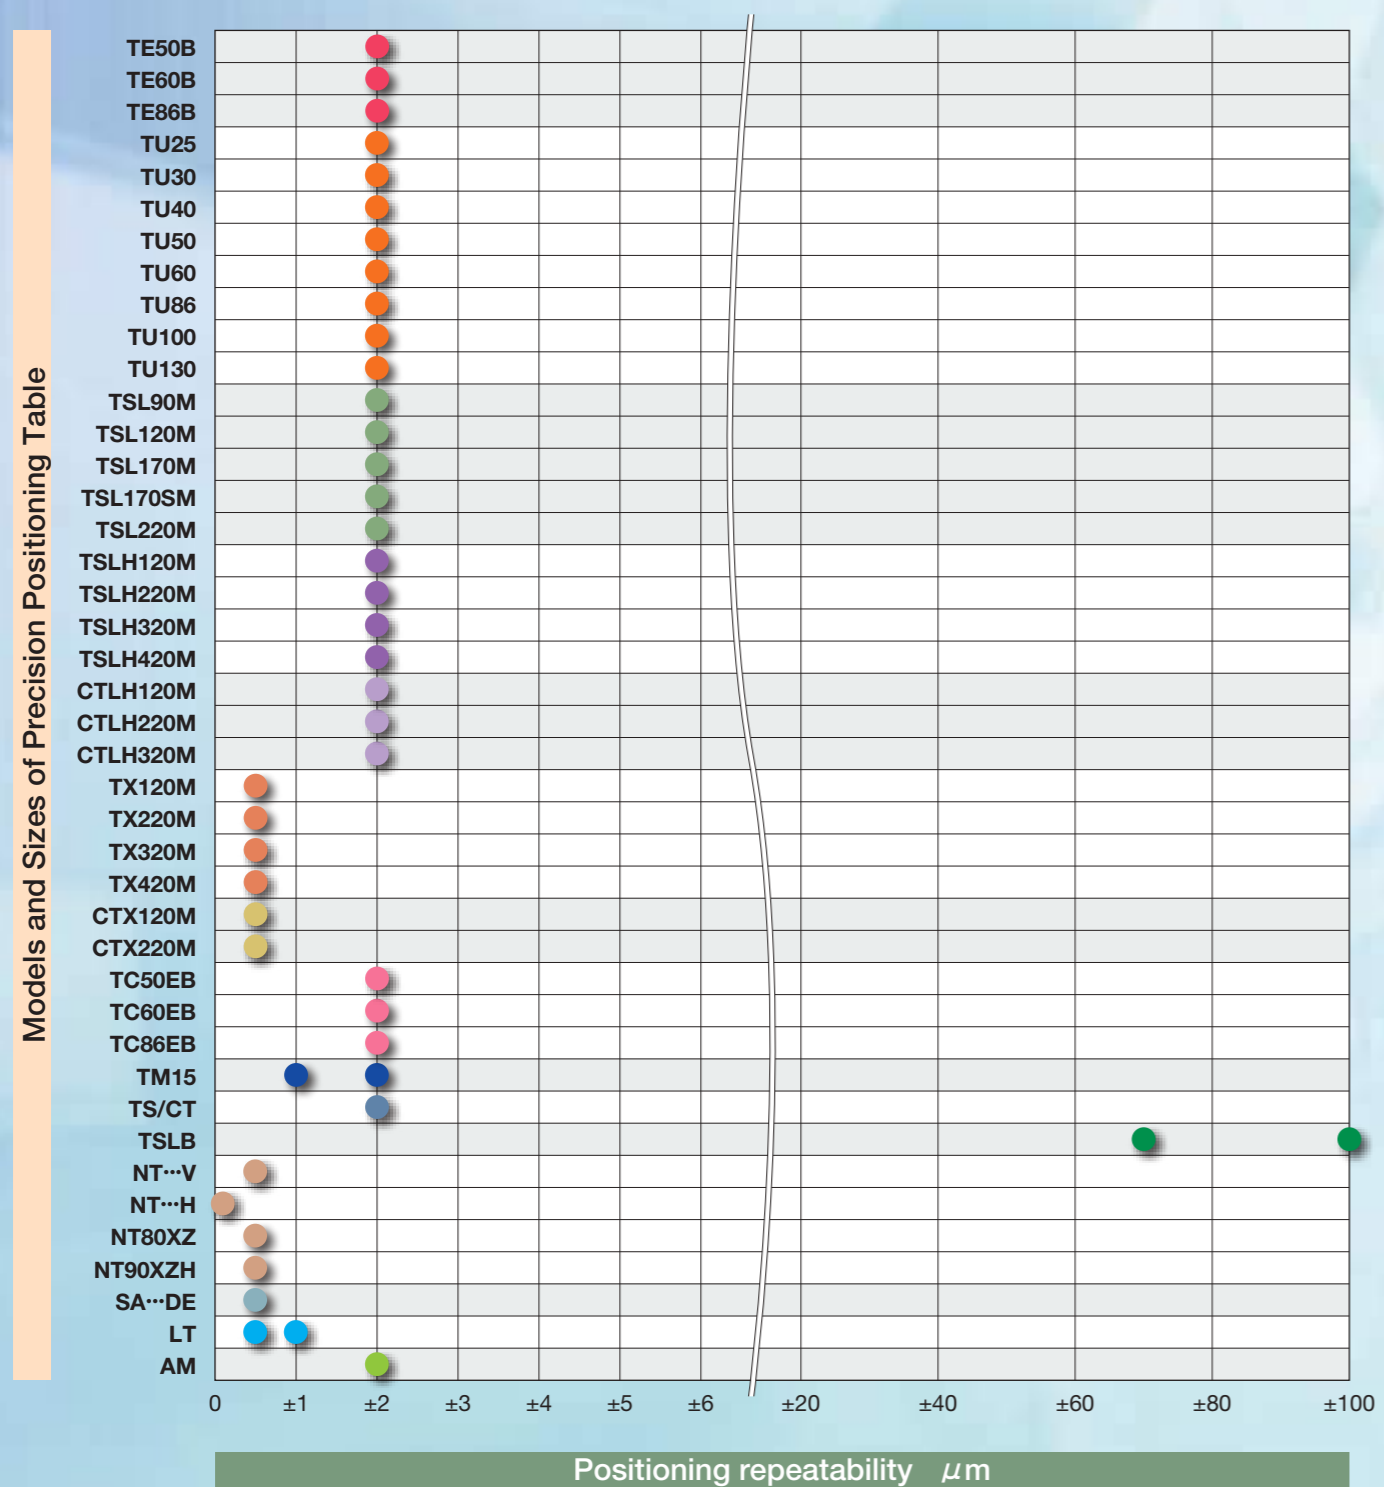 Models and Sizes of Precision Positioning Table
TE50B
TE60B
TE86B
TU25
TU30
TU40
TU50
TU60
TU86
TU100
TU130
TSL90M
TSL120M
TSL170M
TSL170SM
TSL220M
TSLH120M
TSLH220M
TSLH320M
TSLH420M
CTLH120M
CTLH220M
CTLH320M
TX120M
TX220M
TX320M
TX420M
CTX120M
CTX220M
TC50EB
TC60EB
TC86EB
TM15
TS/CT
TSLB
NT···V
NT···H
NT80XZ
NT90XZH
SA···DE
LT
AM
0 ±1 ±2 ±3 ±4 ±5 ±6 ±20 ±40 ±60 ±80 ±100
Positioning repeatability μm